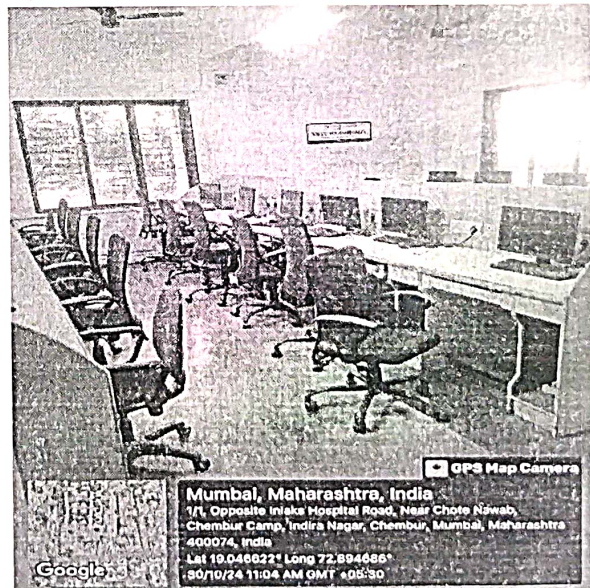 GPS Map Camera
Mumbai, Maharashtra, India
1/1, Opposite Inlaks Hospital Road, Near Chote Nawab,
Chembur Camp, Indira Nagar, Chembur, Mumbai, Maharashtra
400074, India
Lat 19.046622° Long 72.894686°
30/10/24 11:04 AM GMT +05:30
Google